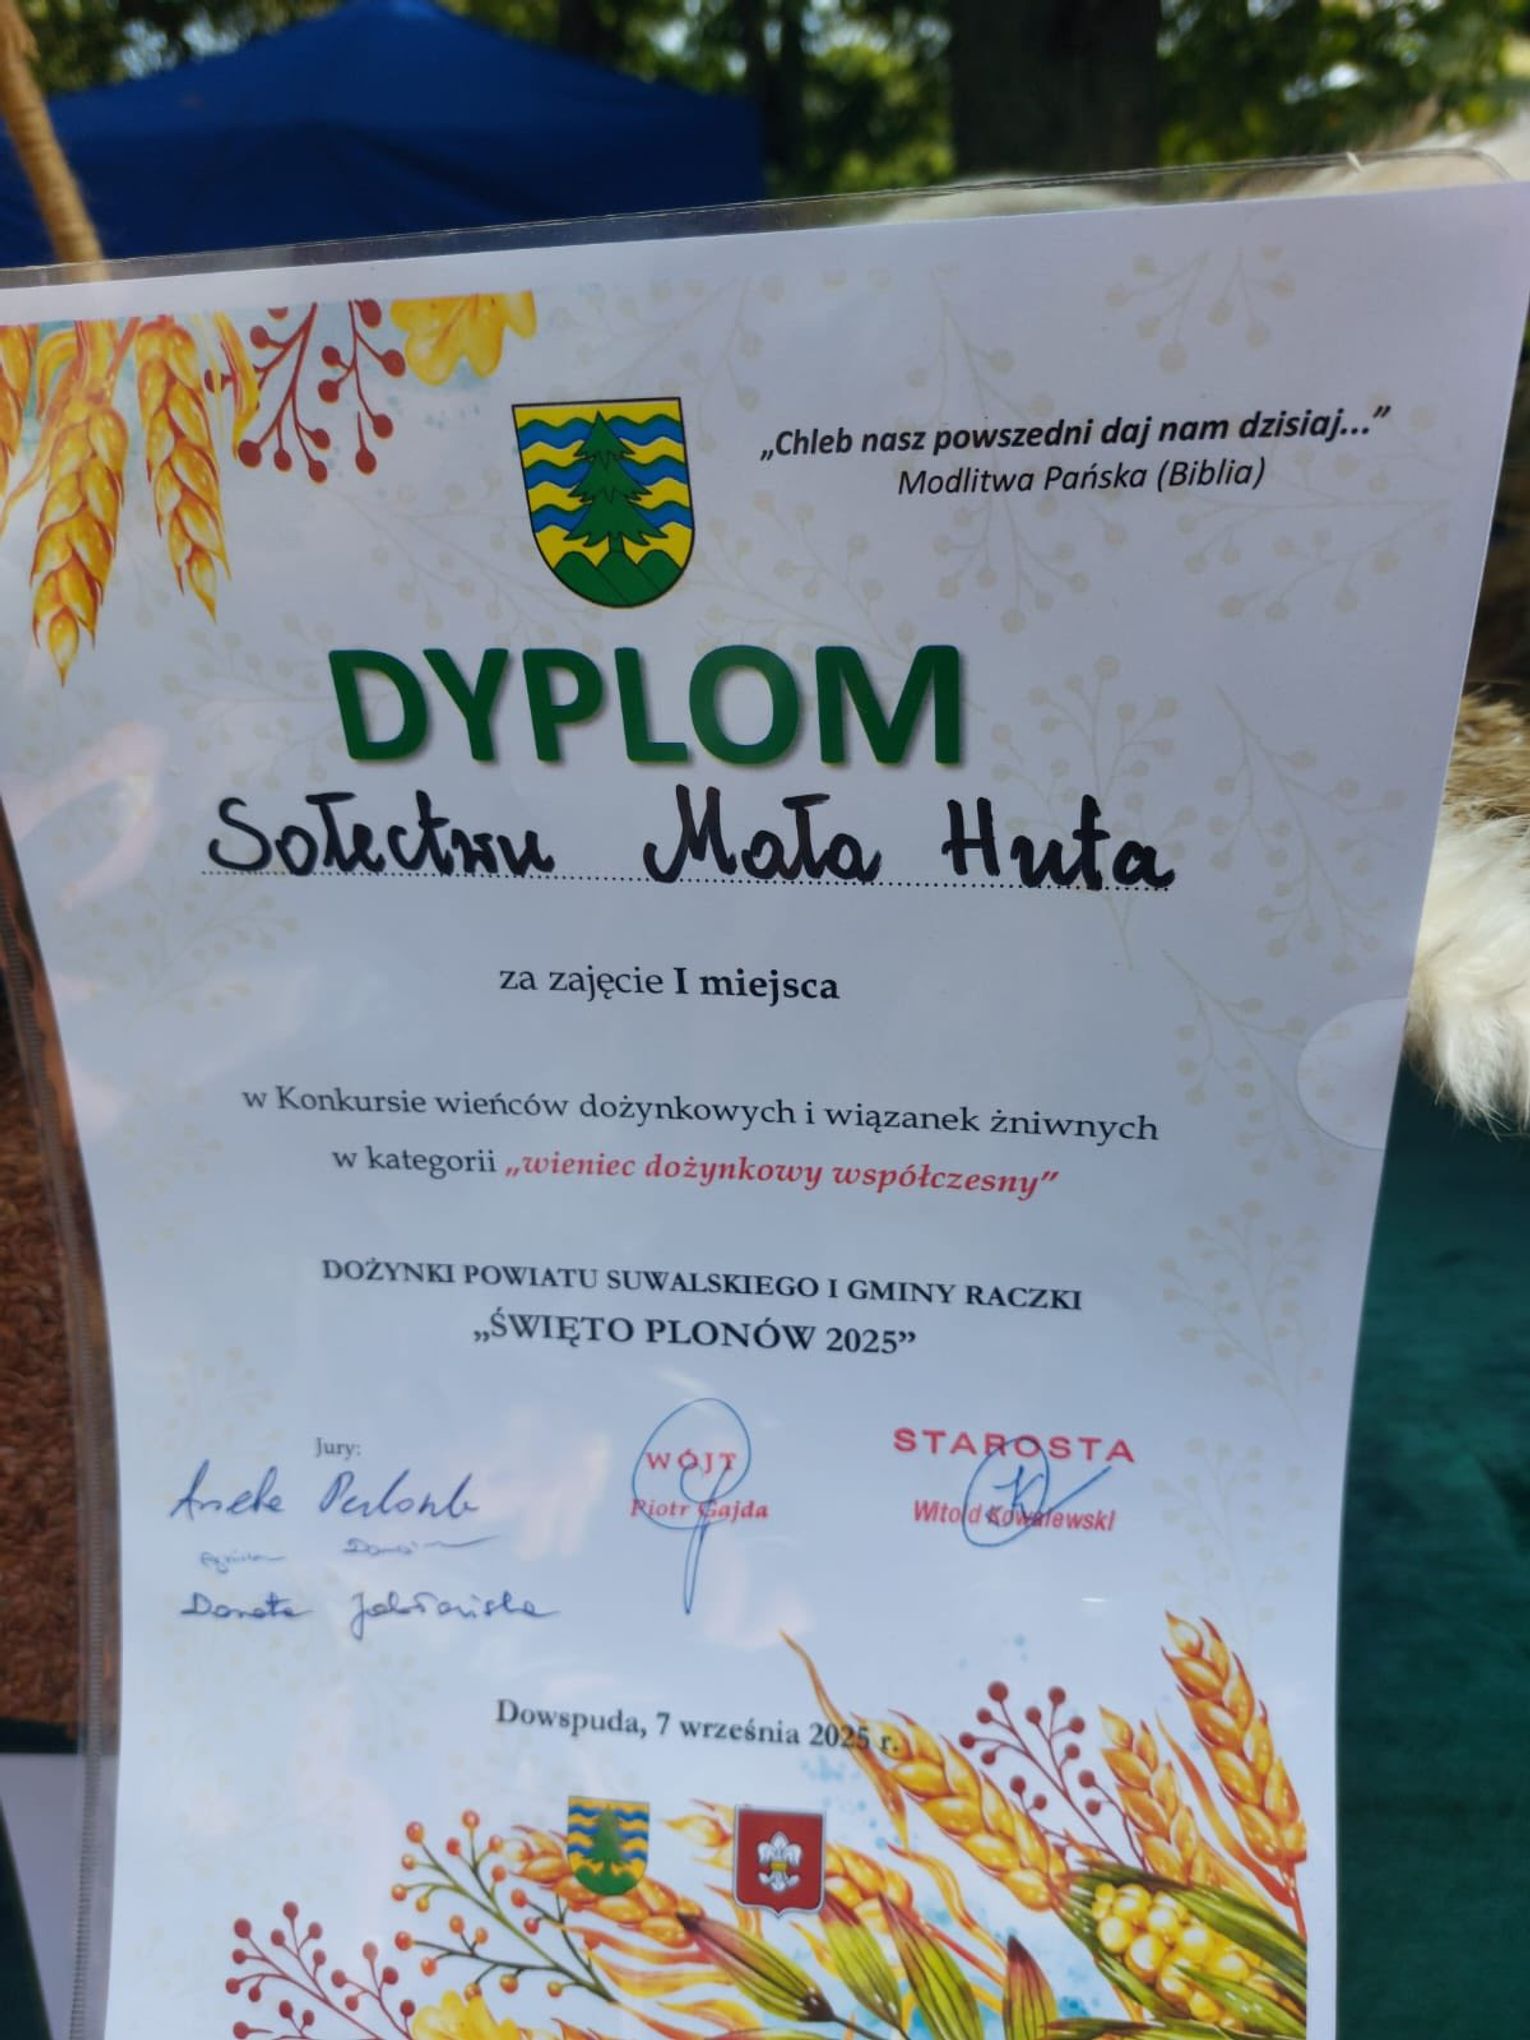 „Chleb nasz powszedni daj nam dzisiaj...”
Modlitwa Pańska (Biblia)
DYPLOM
Sołectwu Mała Huta
za zajęcie I miejsca
w Konkursie wieńców dożynkowych i wiązanek żniwnych
w kategorii „wieniec dożynkowy współczesny”
DOŻYNKI POWIATU SUWALSKIEGO I GMINY RACZKI
„ŚWIĘTO PLONÓW 2025”
Jury:
WÓJT
Piotr Gajda
STAROSTA
Witold Kowalewski
Donata Jabłońska
Dowspuda, 7 września 2025 r.